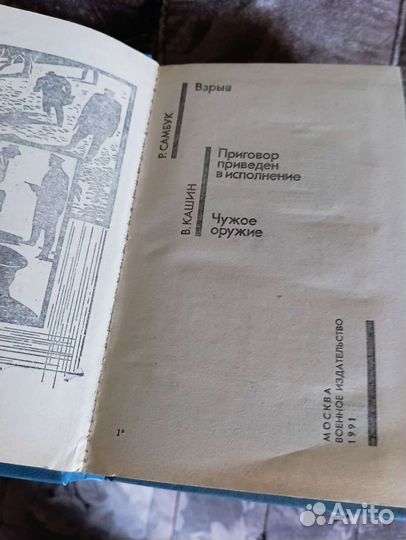 Р. САМБУК
Взрыв
В. КАШИН
Приговор
приведен
в исполнение
Чужое
оружие
МОСКВА
ВОЕННОЕ ИЗДАТЕЛЬСТВО
1991
1*
Avito